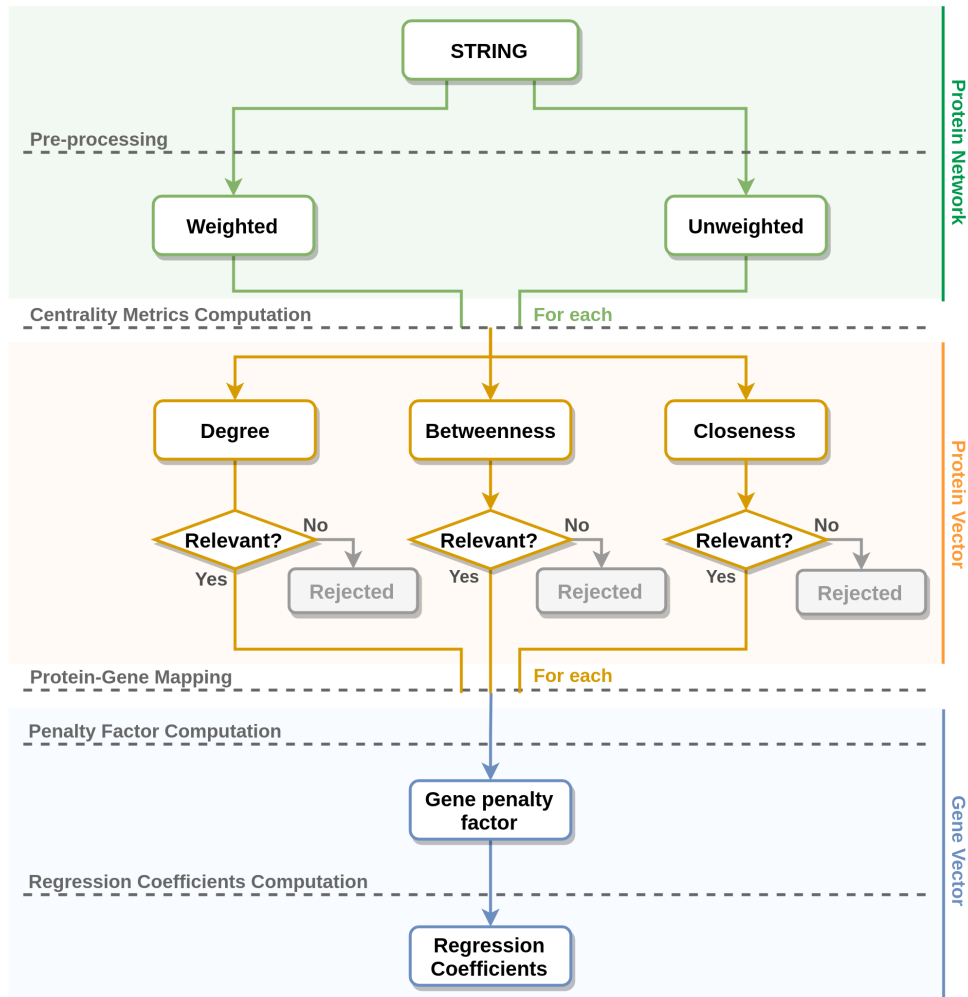 STRING
Protein Network
Pre-processing
Weighted
Unweighted
Centrality Metrics Computation
For each
Degree
Betweenness
Closeness
Protein Vector
Relevant?
No
Yes
Rejected
Relevant?
No
Yes
Rejected
Relevant?
No
Yes
Rejected
Protein-Gene Mapping
For each
Penalty Factor Computation
Gene penalty
factor
Gene Vector
Regression Coefficients Computation
Regression
Coefficients